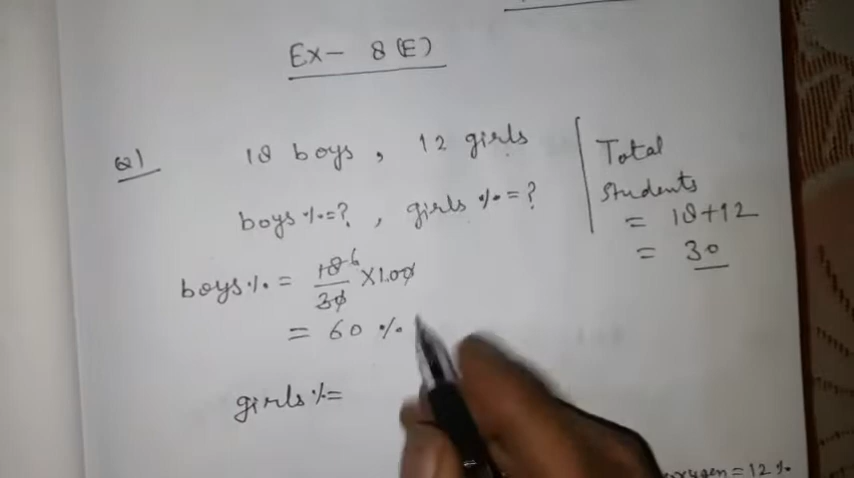 Ex- 8(E)
Q1 18 boys, 12 girls
boys %=?, girls %=?
Total
Students
= 18+12
= 30
boys % = 18 6/30 × 100
= 60 %
girls %=
= 12 %